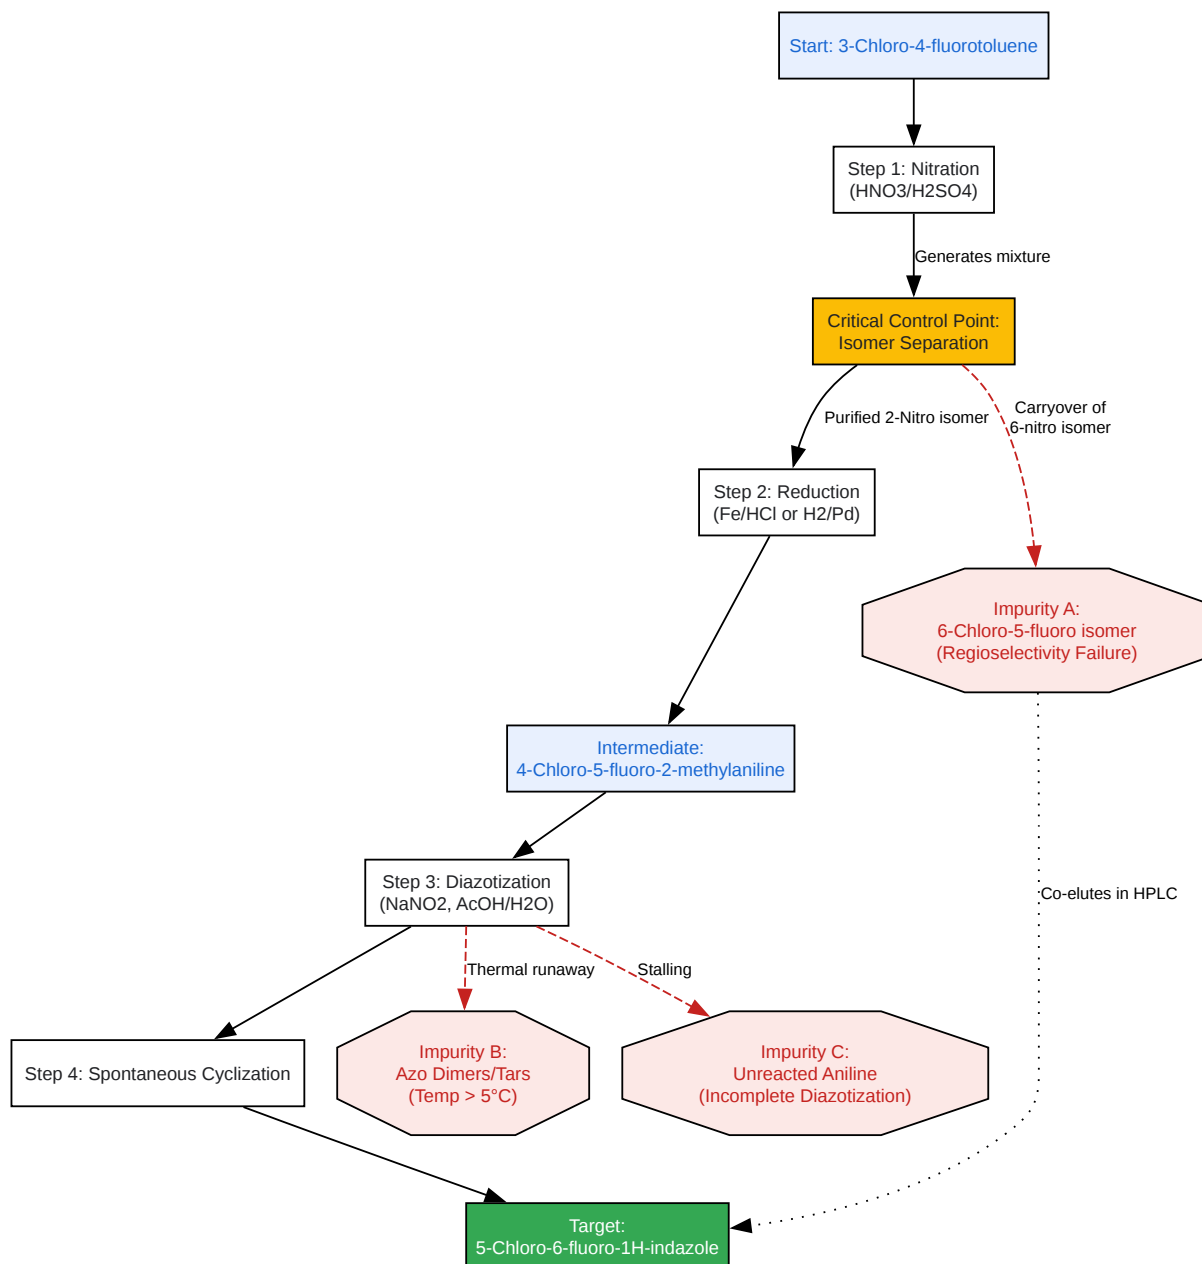 Start: 3-Chloro-4-fluorotoluene
Step 1: Nitration
(HNO3/H2SO4)
Generates mixture
Critical Control Point:
Isomer Separation
Purified 2-Nitro isomer
Carryover of
6-nitro isomer
Step 2: Reduction
(Fe/HCl or H2/Pd)
Impurity A:
6-Chloro-5-fluoro isomer
(Regioselectivity Failure)
Intermediate:
4-Chloro-5-fluoro-2-methylaniline
Step 3: Diazotization
(NaNO2, AcOH/H2O)
Co-elutes in HPLC
Thermal runaway
Stalling
Step 4: Spontaneous Cyclization
Impurity B:
Azo Dimers/Tars
(Temp > 5°C)
Impurity C:
Unreacted Aniline
(Incomplete Diazotization)
Target:
5-Chloro-6-fluoro-1H-indazole